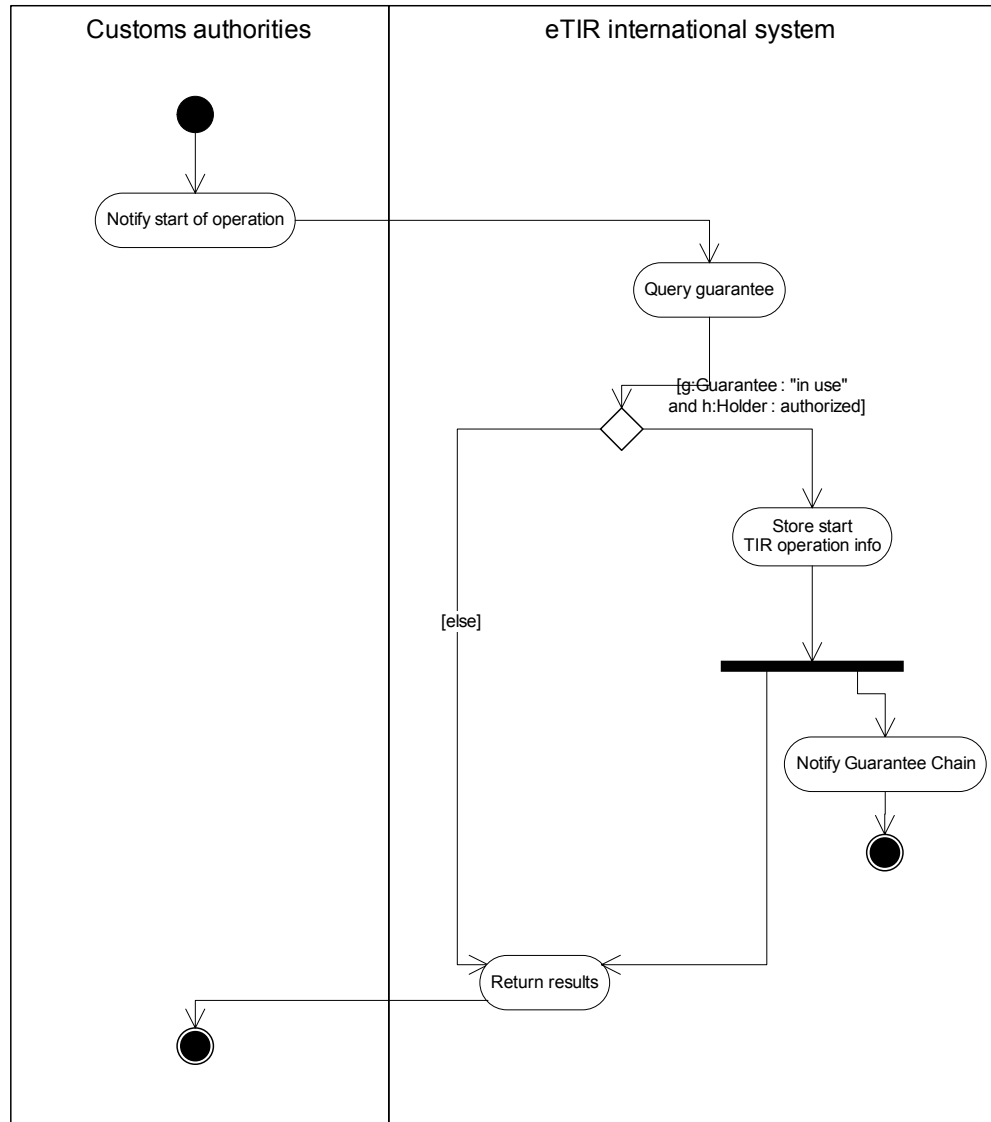 Customs authorities
eTIR international system
Notify start of operation
Query guarantee
[g:Guarantee : "in use"
and h:Holder : authorized]
Store start
TIR operation info
[else]
Notify Guarantee Chain
Return results